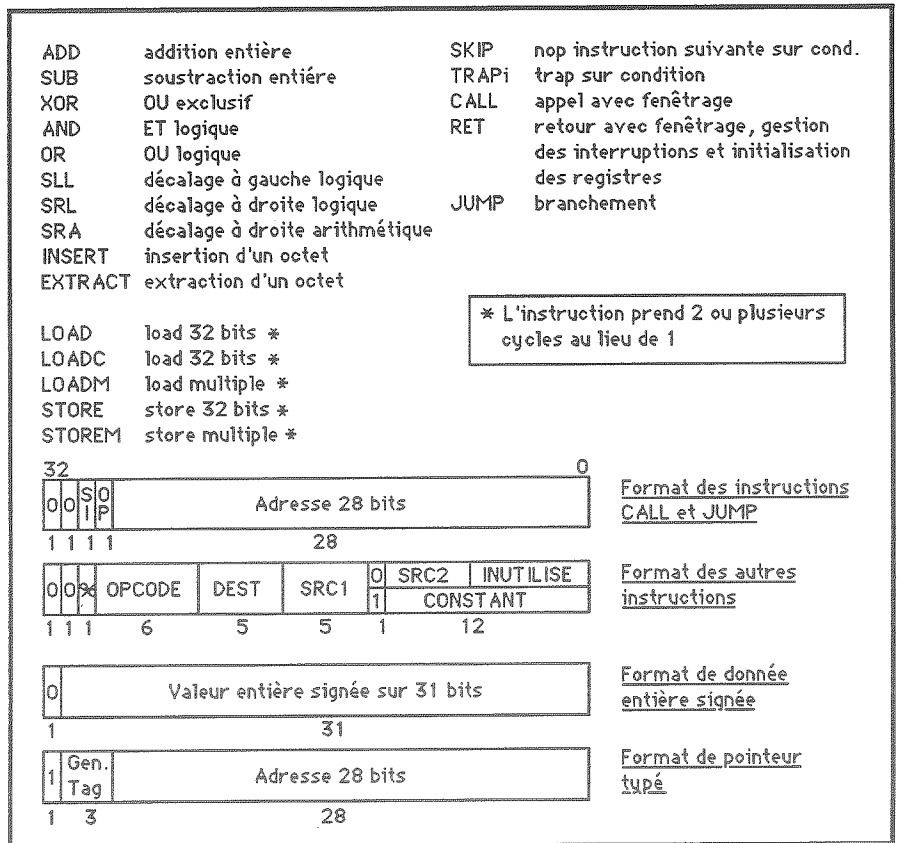 ADD addition entière
SUB soustraction entiére
XOR OU exclusif
AND ET logique
OR OU logique
SLL décalage à gauche logique
SRL décalage à droite logique
SRA décalage à droite arithmétique
INSERT insertion d'un octet
EXTRACT extraction d'un octet
SKIP nop instruction suivante sur cond.
TRAPi trap sur condition
CALL appel avec fenêtrage
RET retour avec fenêtrage, gestion
des interruptions et initialisation
des registres
JUMP branchement
* L'instruction prend 2 ou plusieurs
cycles au lieu de 1
LOAD load 32 bits *
LOADC load 32 bits *
LOADM load multiple *
STORE store 32 bits *
STOREM store multiple *
32 0
0 0 SI OP Adresse 28 bits
1 1 1 1 28
Format des instructions
CALL et JUMP
0 0 % OPCODE DEST SRC1 0 SRC2 INUTILISE
1 CONSTANT
1 1 1 6 5 5 1 12
Format des autres
instructions
0 Valeur entière signée sur 31 bits
1 31
Format de donnée
entière signée
1 Gen. Tag Adresse 28 bits
1 3 28
Format de pointeur
typé